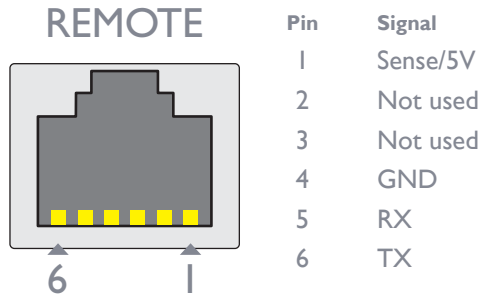 REMOTE
6 1
Pin Signal
1 Sense/5V
2 Not used
3 Not used
4 GND
5 RX
6 TX